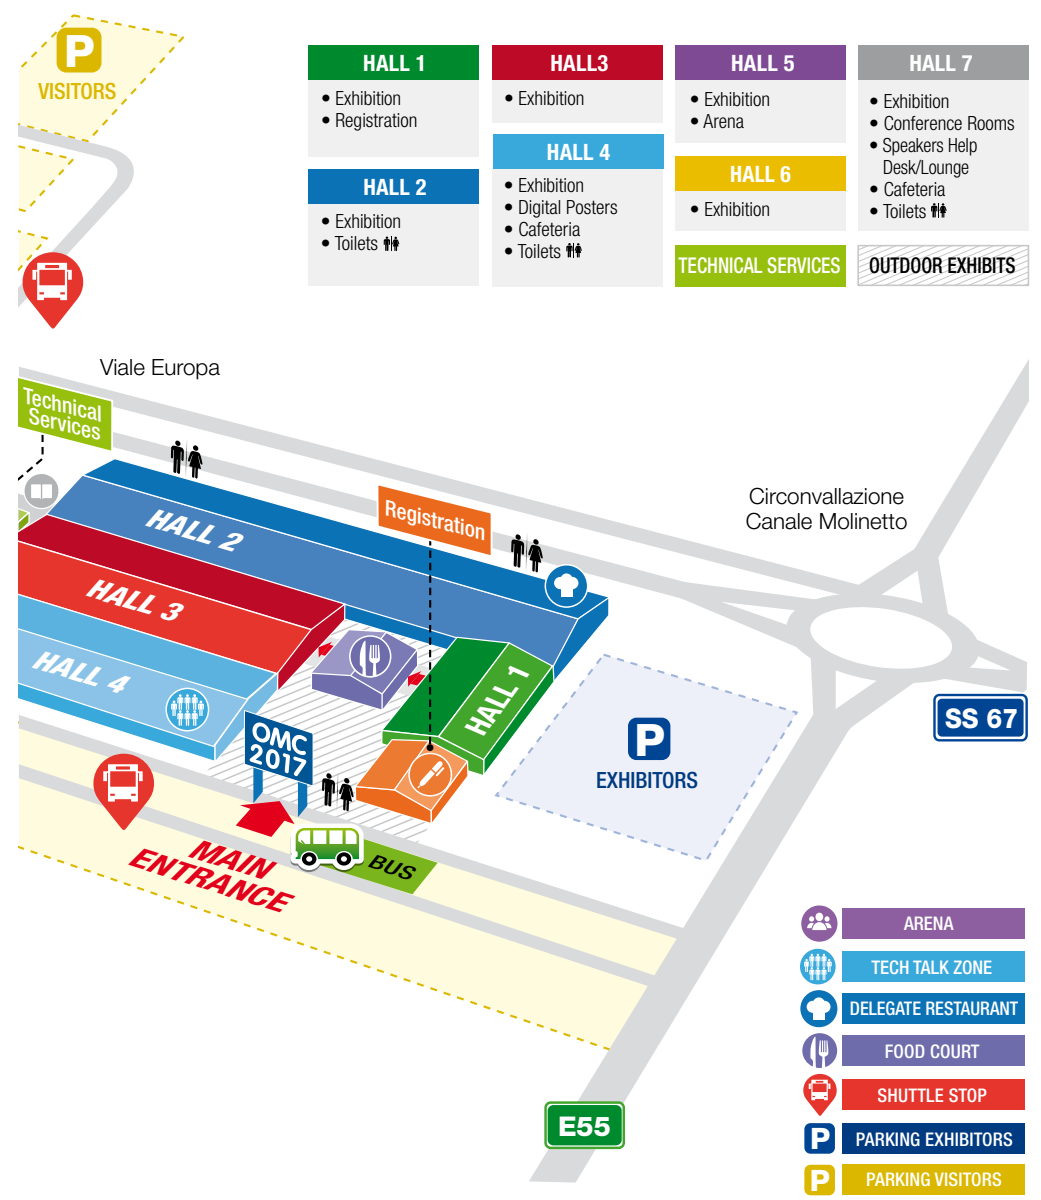 P
VISITORS
HALL 1
• Exhibition
• Registration
HALL 2
• Exhibition
• Toilets
HALL3
• Exhibition
HALL 4
• Exhibition
• Digital Posters
• Cafeteria
• Toilets
HALL 5
• Exhibition
• Arena
HALL 6
• Exhibition
TECHNICAL SERVICES
HALL 7
• Exhibition
• Conference Rooms
• Speakers Help
Desk/Lounge
• Cafeteria
• Toilets
OUTDOOR EXHIBITS
Viale Europa
Technical
Services
Registration
Circonvallazione
Canale Molinetto
HALL 2
HALL 3
HALL 4
HALL 1
OMC
2017
P
EXHIBITORS
SS 67
MAIN
ENTRANCE
BUS
E55
ARENA
TECH TALK ZONE
DELEGATE RESTAURANT
FOOD COURT
SHUTTLE STOP
P PARKING EXHIBITORS
P PARKING VISITORS